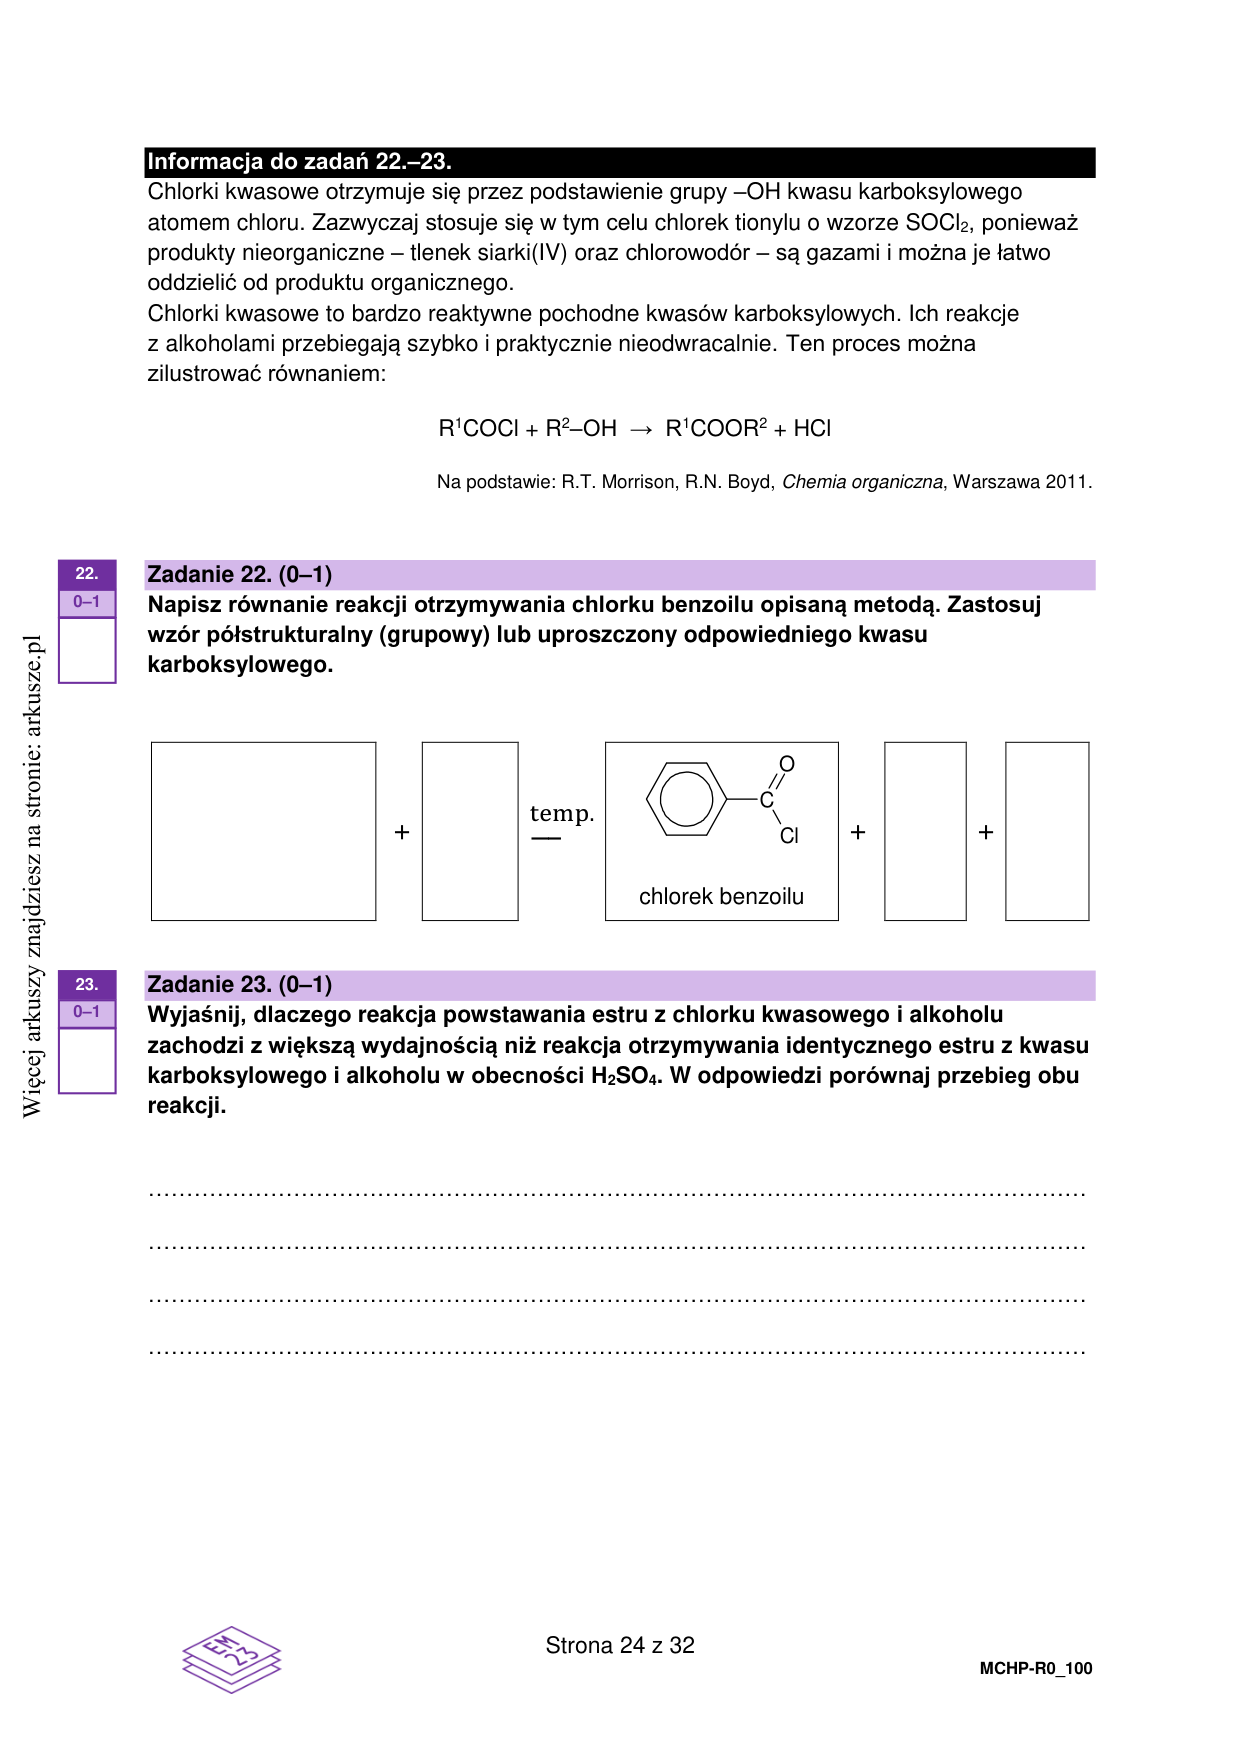 Informacja do zadań 22.–23.
Chlorki kwasowe otrzymuje się przez podstawienie grupy –OH kwasu karboksylowego
atomem chloru. Zazwyczaj stosuje się w tym celu chlorek tionylu o wzorze SOCl₂, ponieważ
produkty nieorganiczne – tlenek siarki(IV) oraz chlorowodór – są gazami i można je łatwo
oddzielić od produktu organicznego.
Chlorki kwasowe to bardzo reaktywne pochodne kwasów karboksylowych. Ich reakcje
z alkoholami przebiegają szybko i praktycznie nieodwracalnie. Ten proces można
zilustrować równaniem:
R¹COCl + R²–OH → R¹COOR² + HCl
Na podstawie: R.T. Morrison, R.N. Boyd, Chemia organiczna, Warszawa 2011.
22.
0–1
Zadanie 22. (0–1)
Napisz równanie reakcji otrzymywania chlorku benzoilu opisaną metodą. Zastosuj
wzór półstrukturalny (grupowy) lub uproszczony odpowiedniego kwasu
karboksylowego.
+ temp. + +
O
C
Cl
chlorek benzoilu
23.
0–1
Zadanie 23. (0–1)
Wyjaśnij, dlaczego reakcja powstawania estru z chlorku kwasowego i alkoholu
zachodzi z większą wydajnością niż reakcja otrzymywania identycznego estru z kwasu
karboksylowego i alkoholu w obecności H₂SO₄. W odpowiedzi porównaj przebieg obu
reakcji.
Więcej arkuszy znajdziesz na stronie: arkusze.pl
EM
23
Strona 24 z 32
MCHP-R0_100